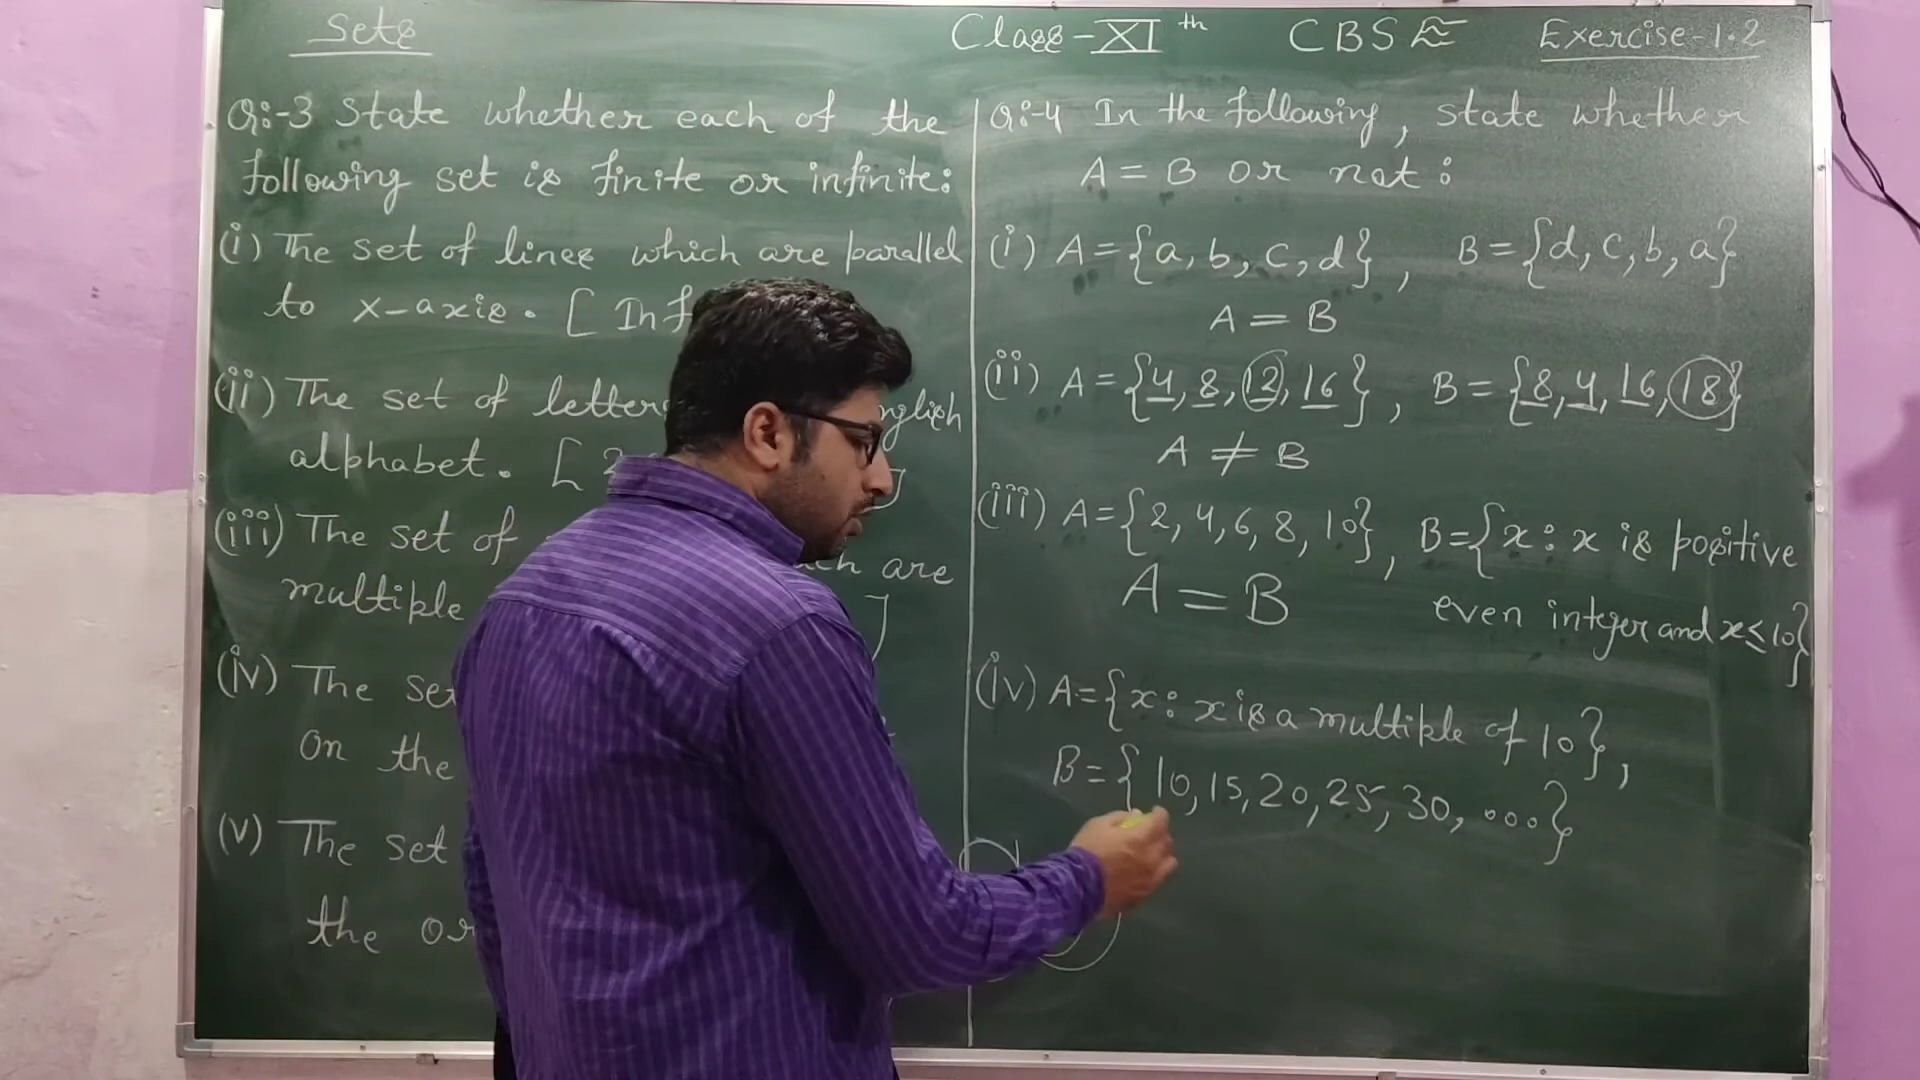 Sets
Class-XI th CBSE Exercise-1.2
Q:-3 State whether each of the
following set is finite or infinite:
(i) The set of lines which are parallel
to x-axis. [ Inf
(ii) The set of letters nglish
alphabet. [ 2 ]
(iii) The set of ch are
multiple ]
(iv) The set
on the
(v) The set
the or
Q:-4 In the following, state whether
A = B or not:
(i) A={a, b, c, d}, B={d, c, b, a}
A = B
(ii) A={4, 8, 12, 16}, B={8, 4, 16, 18}
A ≠ B
(iii) A={2, 4, 6, 8, 10}, B={x: x is positive
even integer and x≤10}
A = B
(iv) A={x: x is a multiple of 10},
B={10, 15, 20, 25, 30, ...}